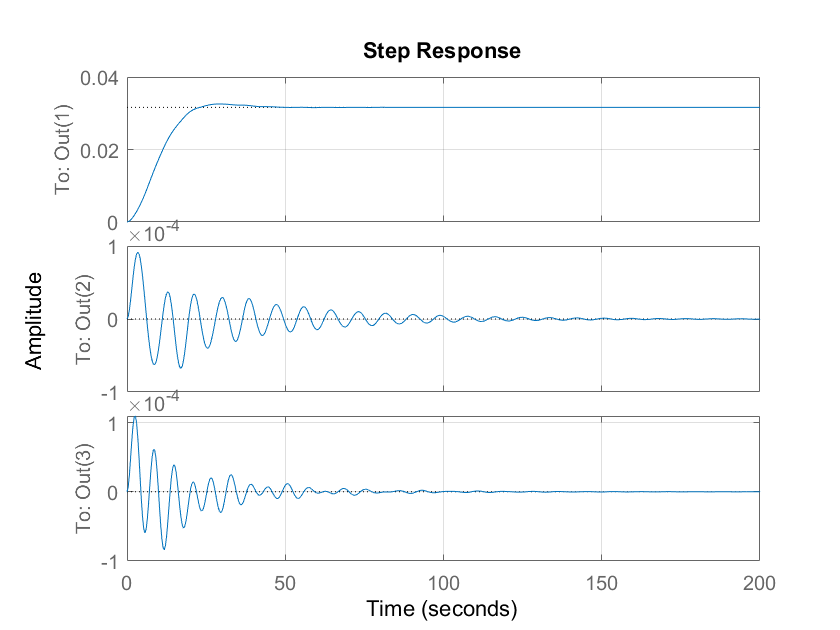 Step Response
To: Out(1)
0.04
0.02
0
×10-4
To: Out(2)
1
0
-1
Amplitude
×10-4
To: Out(3)
1
0
-1
0 50 100 150 200
Time (seconds)